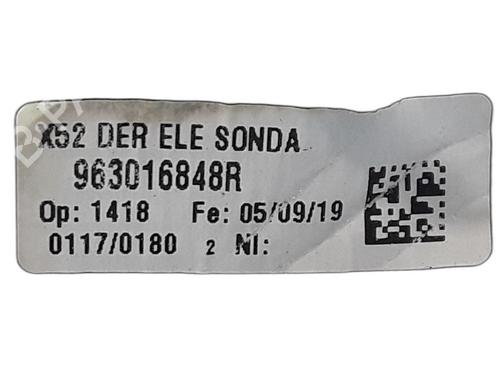 X52 DER ELE SONDA
963016848R
Op: 1418 Fe: 05/09/19
0117/0180 2 NI: